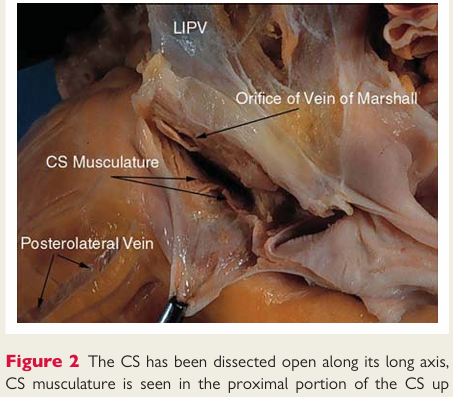 LIPV
Orifice of Vein of Marshall
CS Musculature
Posterolateral Vein
Figure 2 The CS has been dissected open along its long axis,
CS musculature is seen in the proximal portion of the CS up